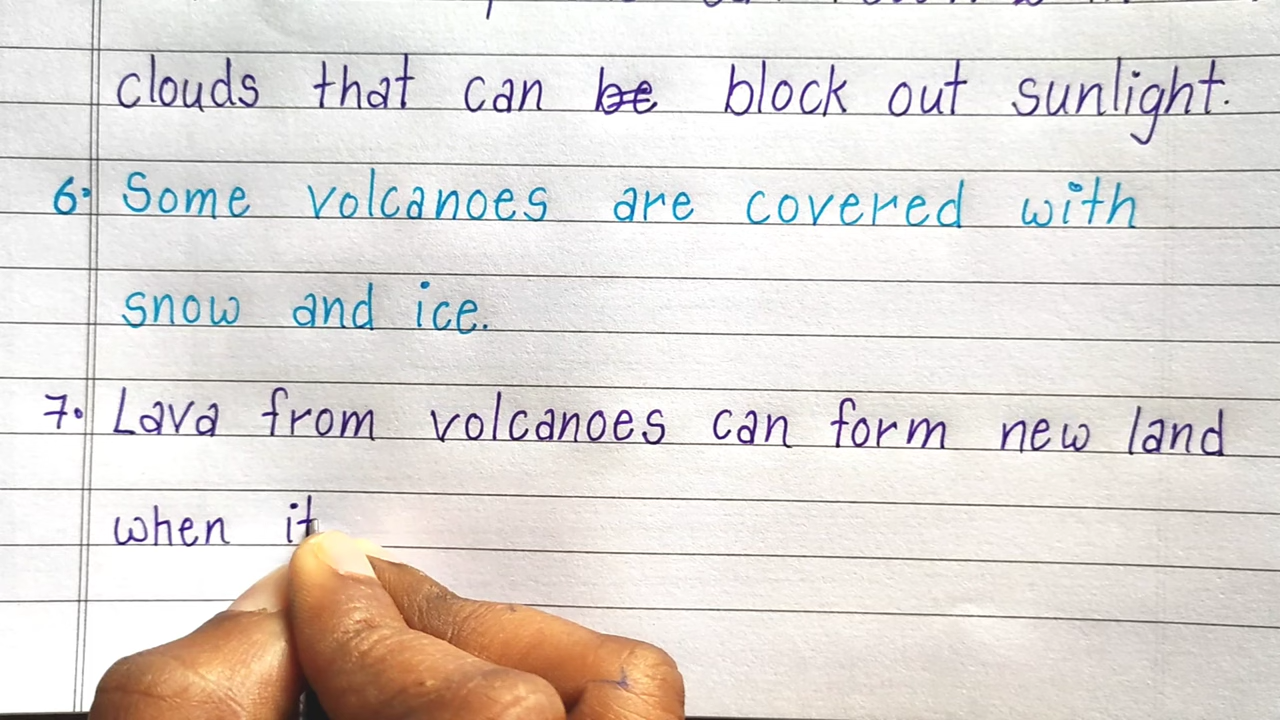 clouds that can be block out sunlight.
6. Some volcanoes are covered with
snow and ice.
7. Lava from volcanoes can form new land
when it